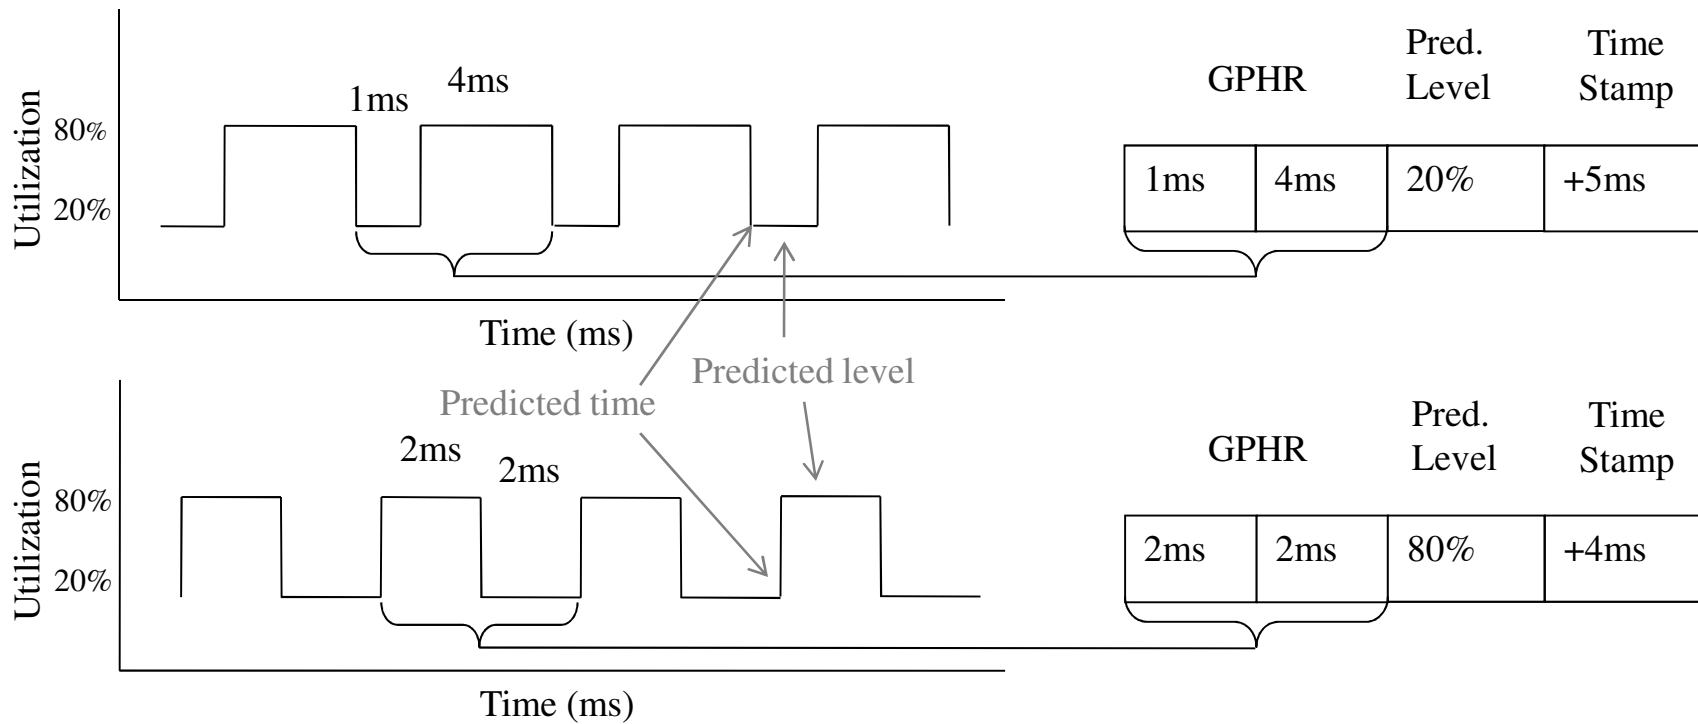 Utilization
80%
20%
1ms
4ms
Time (ms)
GPHR
Pred.
Level
Time
Stamp
1ms
4ms
20%
+5ms
Predicted level
Predicted time
Utilization
80%
20%
2ms
2ms
Time (ms)
GPHR
Pred.
Level
Time
Stamp
2ms
2ms
80%
+4ms